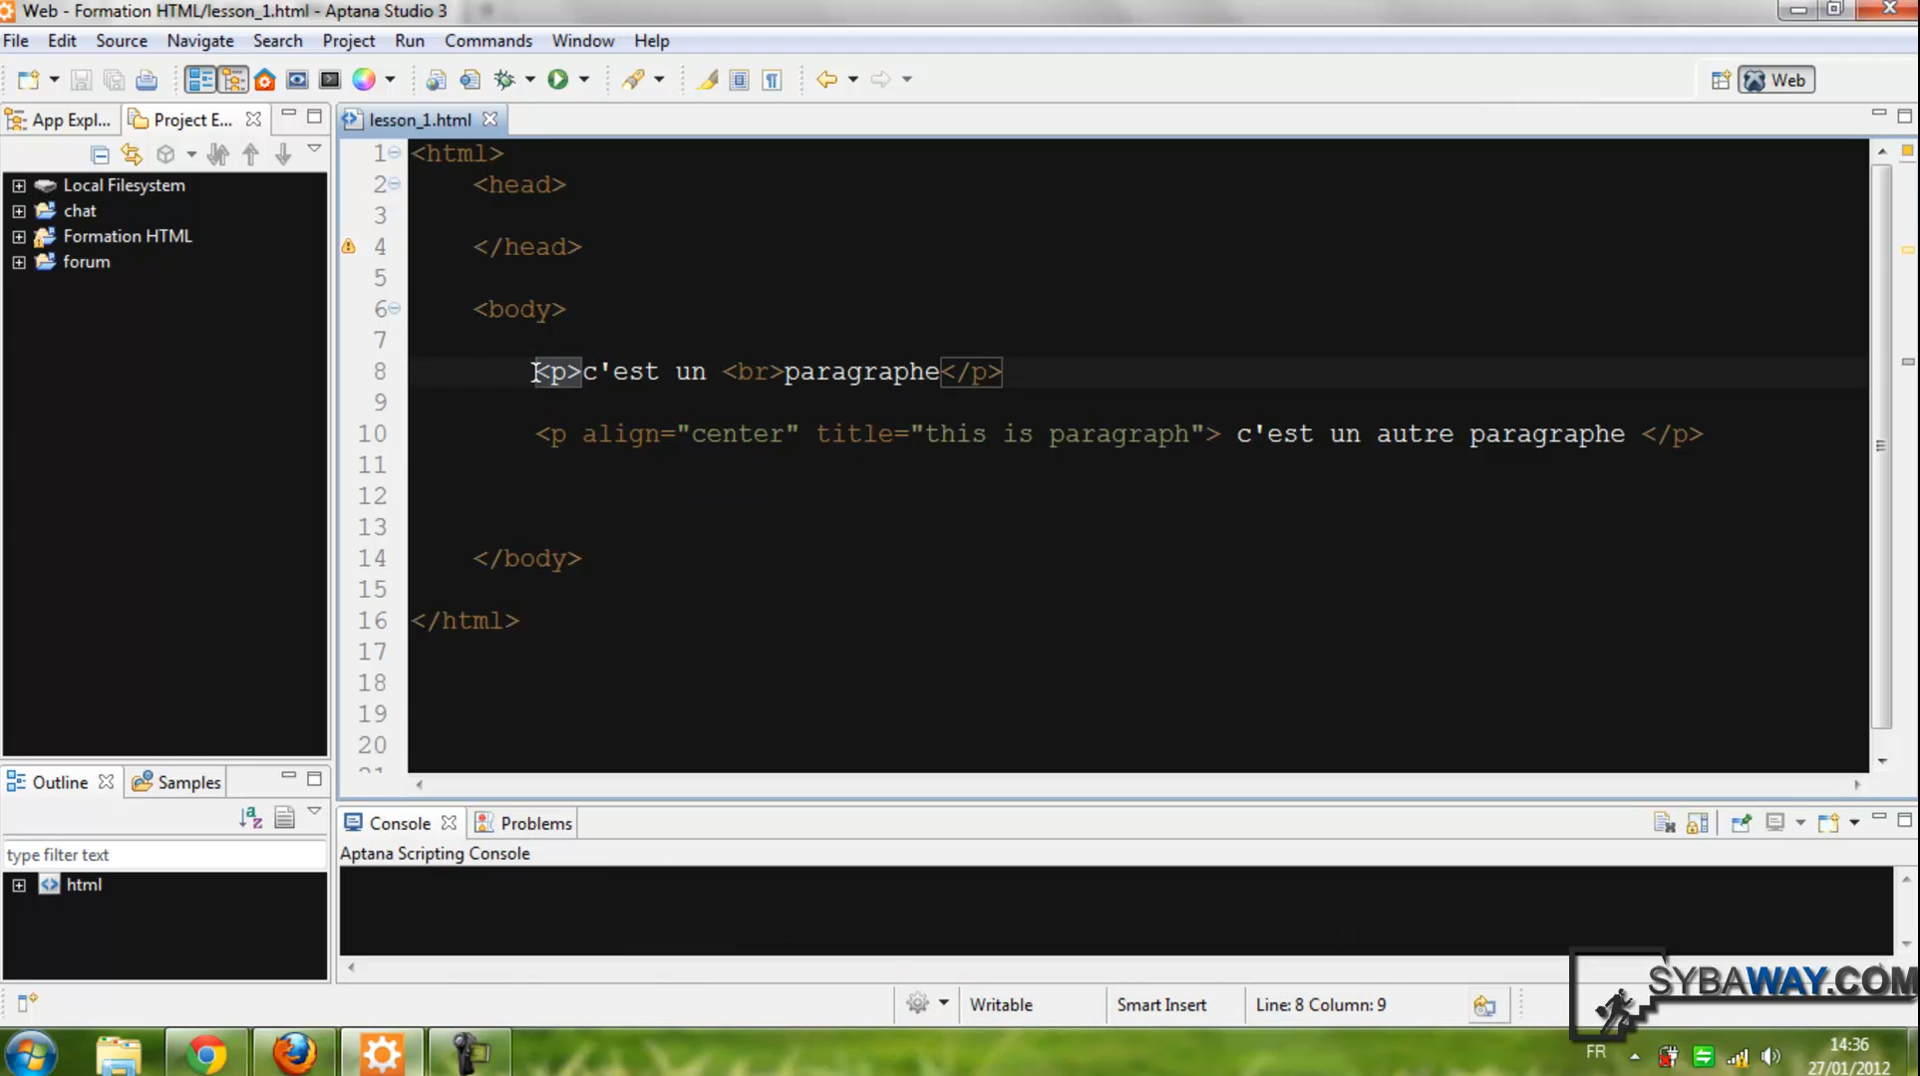 Web - Formation HTML/lesson_1.html - Aptana Studio 3
File Edit Source Navigate Search Project Run Commands Window Help
Web
App Expl...
Project E...
lesson_1.html
Local Filesystem
chat
Formation HTML
forum
1 <html>
2 <head>
3
4 </head>
5
6 <body>
7
8 <p>c'est un <br>paragraphe</p>
9
10 <p align="center" title="this is paragraph"> c'est un autre paragraphe </p>
11
12
13
14 </body>
15
16 </html>
17
18
19
20
21
Outline
Samples
type filter text
html
Console
Problems
Aptana Scripting Console
Writable
Smart Insert
Line: 8 Column: 9
SYBAWAY.COM
FR
14:36
27/01/2012